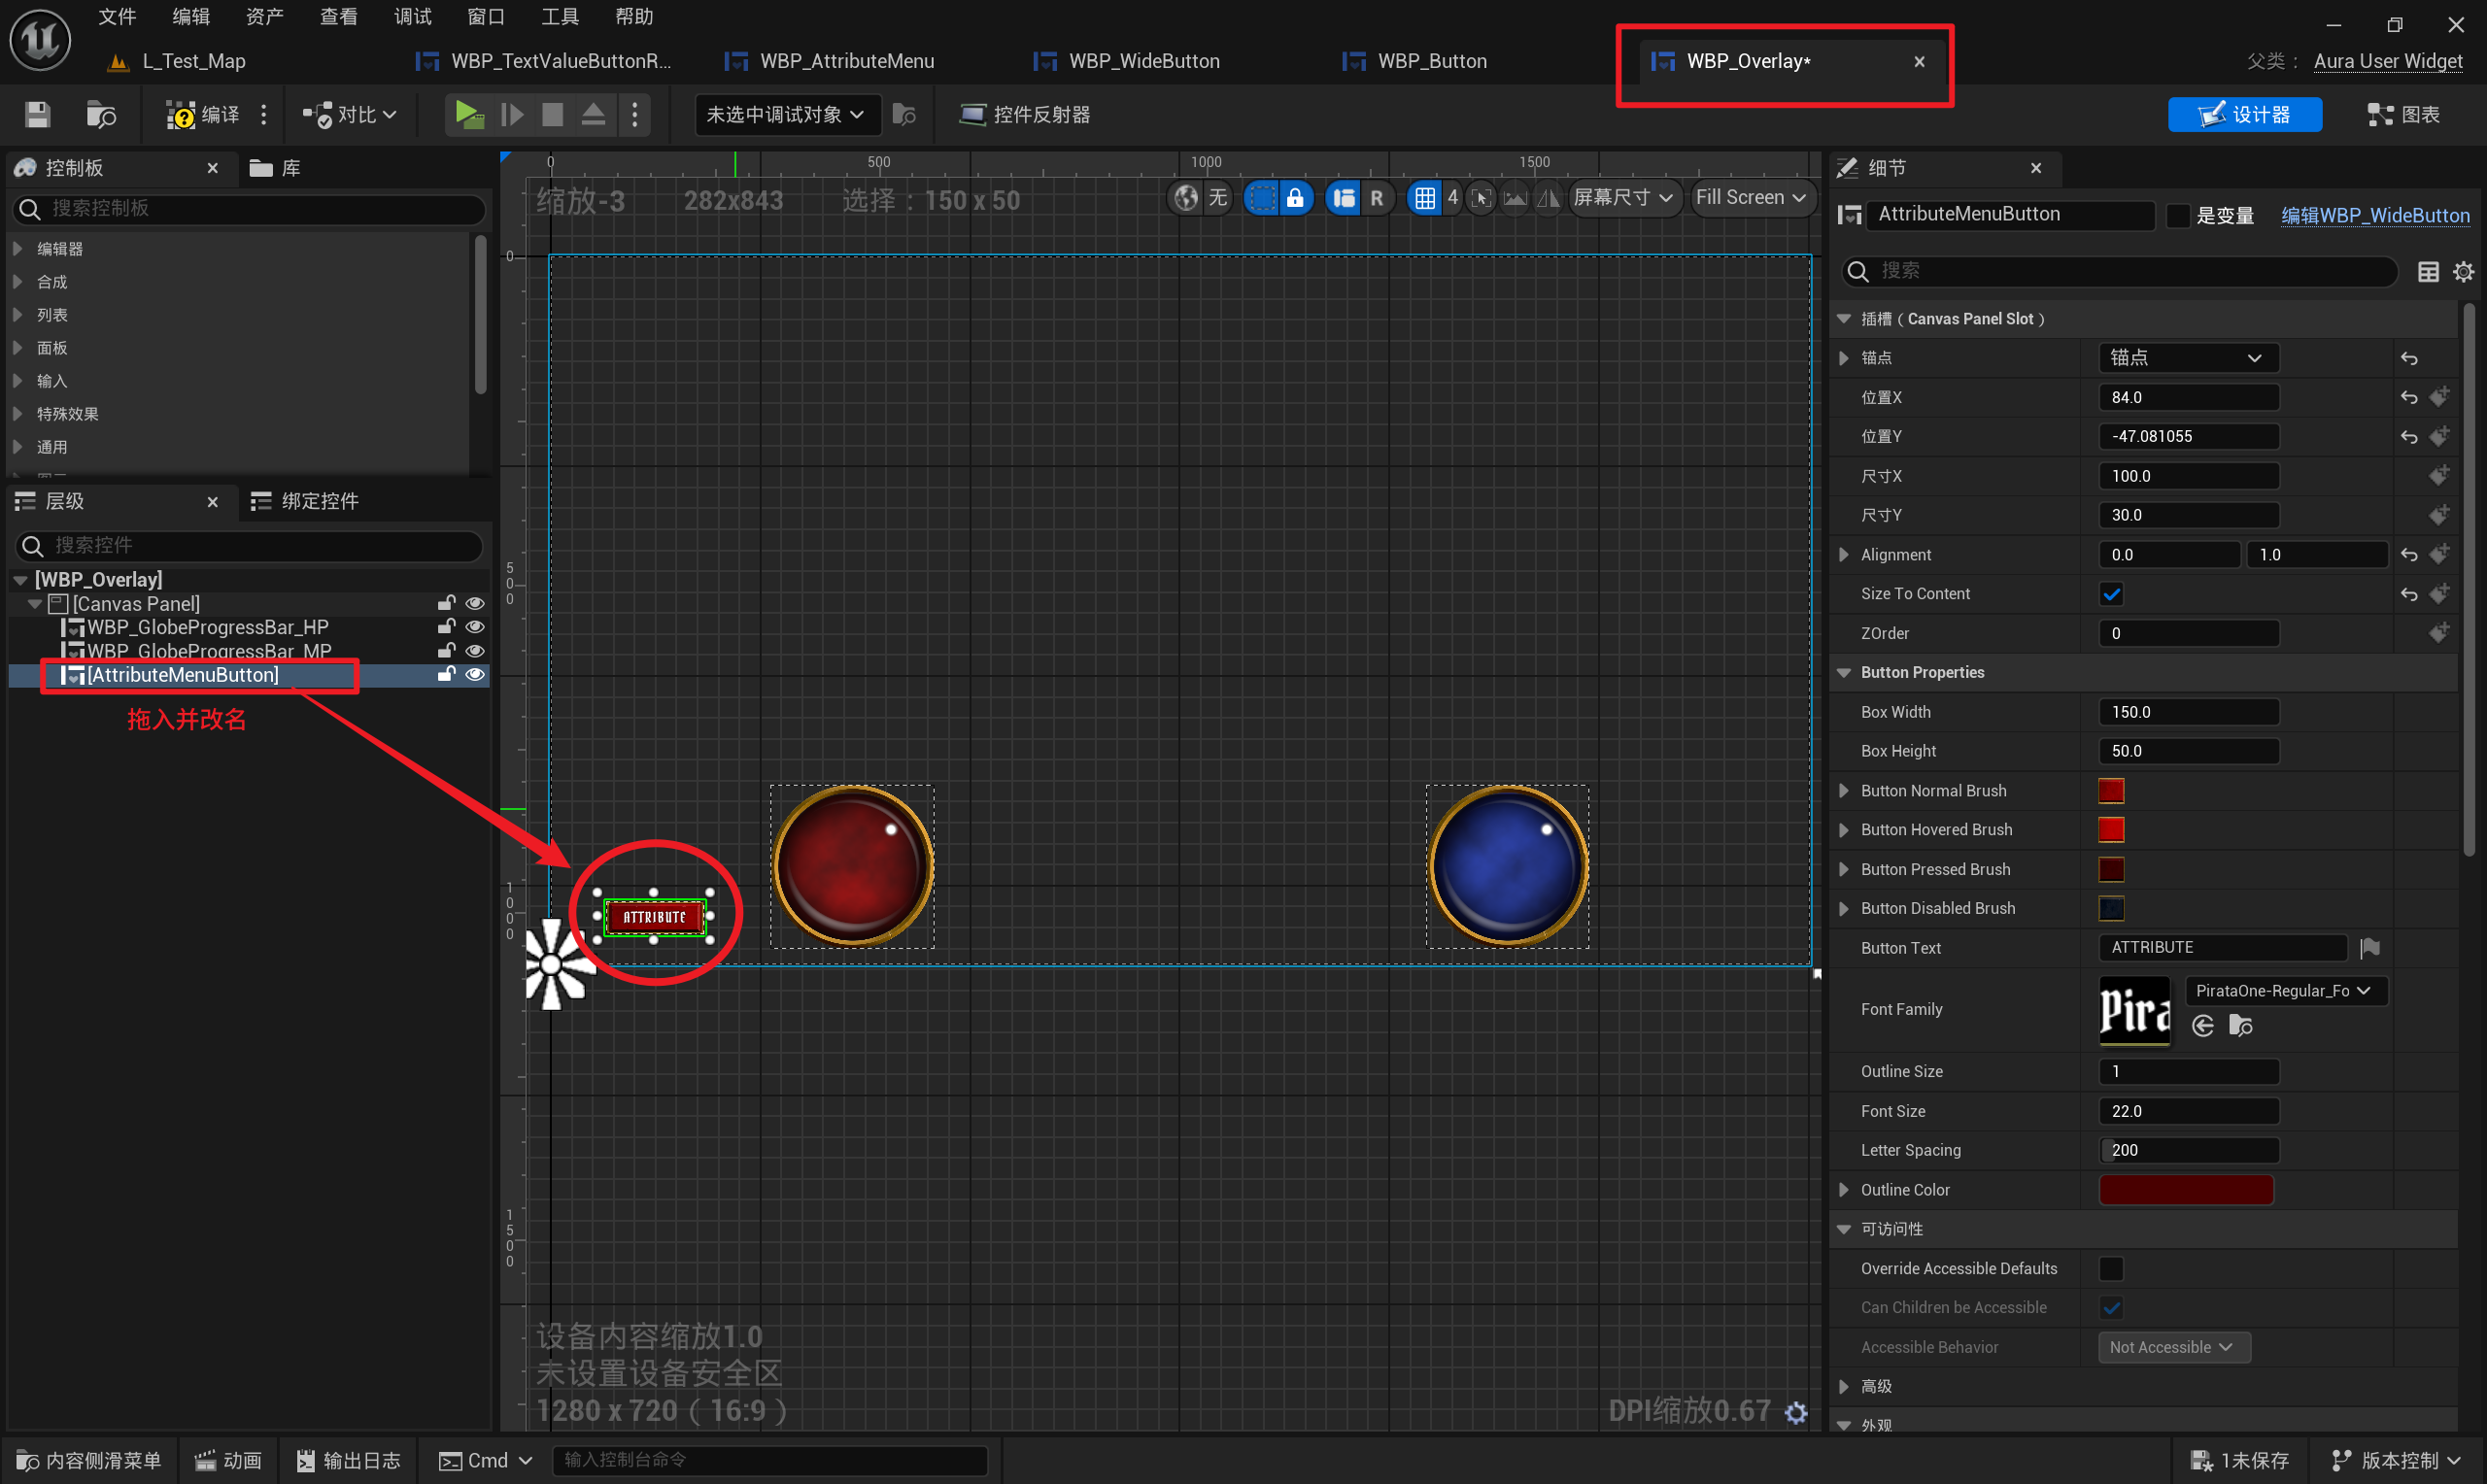 文件 编辑 资产 查看 调试 窗口 工具 帮助
L_Test_Map WBP_TextValueButtonR... WBP_AttributeMenu WBP_WideButton WBP_Button WBP_Overlay*
父类： Aura User Widget
编译 对比 未选中调试对象 控件反射器 设计器 图表
控制板 库
搜索控制板
编辑器
合成
列表
面板
输入
特殊效果
通用
层级 绑定控件
搜索控件
[WBP_Overlay]
[Canvas Panel]
WBP_GlobeProgressBar_HP
WBP_GlobeProgressBar_MP
[AttributeMenuButton]
拖入并改名
0 500 1000 1500
缩放-3 282x843 选择：150 x 50
无 R 4 屏幕尺寸 Fill Screen
0
500
1000
1500
ATTRIBUTE
设备内容缩放1.0
未设置设备安全区
1280 x 720（16:9）
DPI缩放0.67
细节
AttributeMenuButton 是变量 编辑WBP_WideButton
搜索
插槽（Canvas Panel Slot）
锚点 锚点
位置X 84.0
位置Y -47.081055
尺寸X 100.0
尺寸Y 30.0
Alignment 0.0 1.0
Size To Content
ZOrder 0
Button Properties
Box Width 150.0
Box Height 50.0
Button Normal Brush
Button Hovered Brush
Button Pressed Brush
Button Disabled Brush
Button Text ATTRIBUTE
Font Family Pira PirataOne-Regular_Fo
Outline Size 1
Font Size 22.0
Letter Spacing 200
Outline Color
可访问性
Override Accessible Defaults
Can Children be Accessible
Accessible Behavior Not Accessible
高级
外观
内容侧滑菜单 动画 输出日志 Cmd 输入控制台命令 1未保存 版本控制